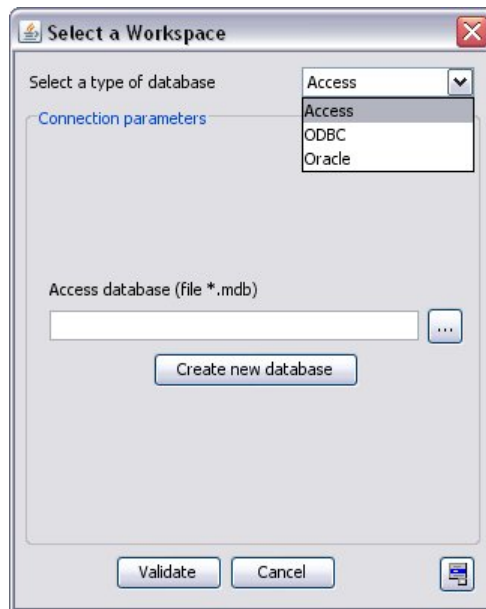 Select a Workspace
Select a type of database
Access
Access
ODBC
Oracle
Connection parameters
Access database (file *.mdb)
...
Create new database
Validate
Cancel